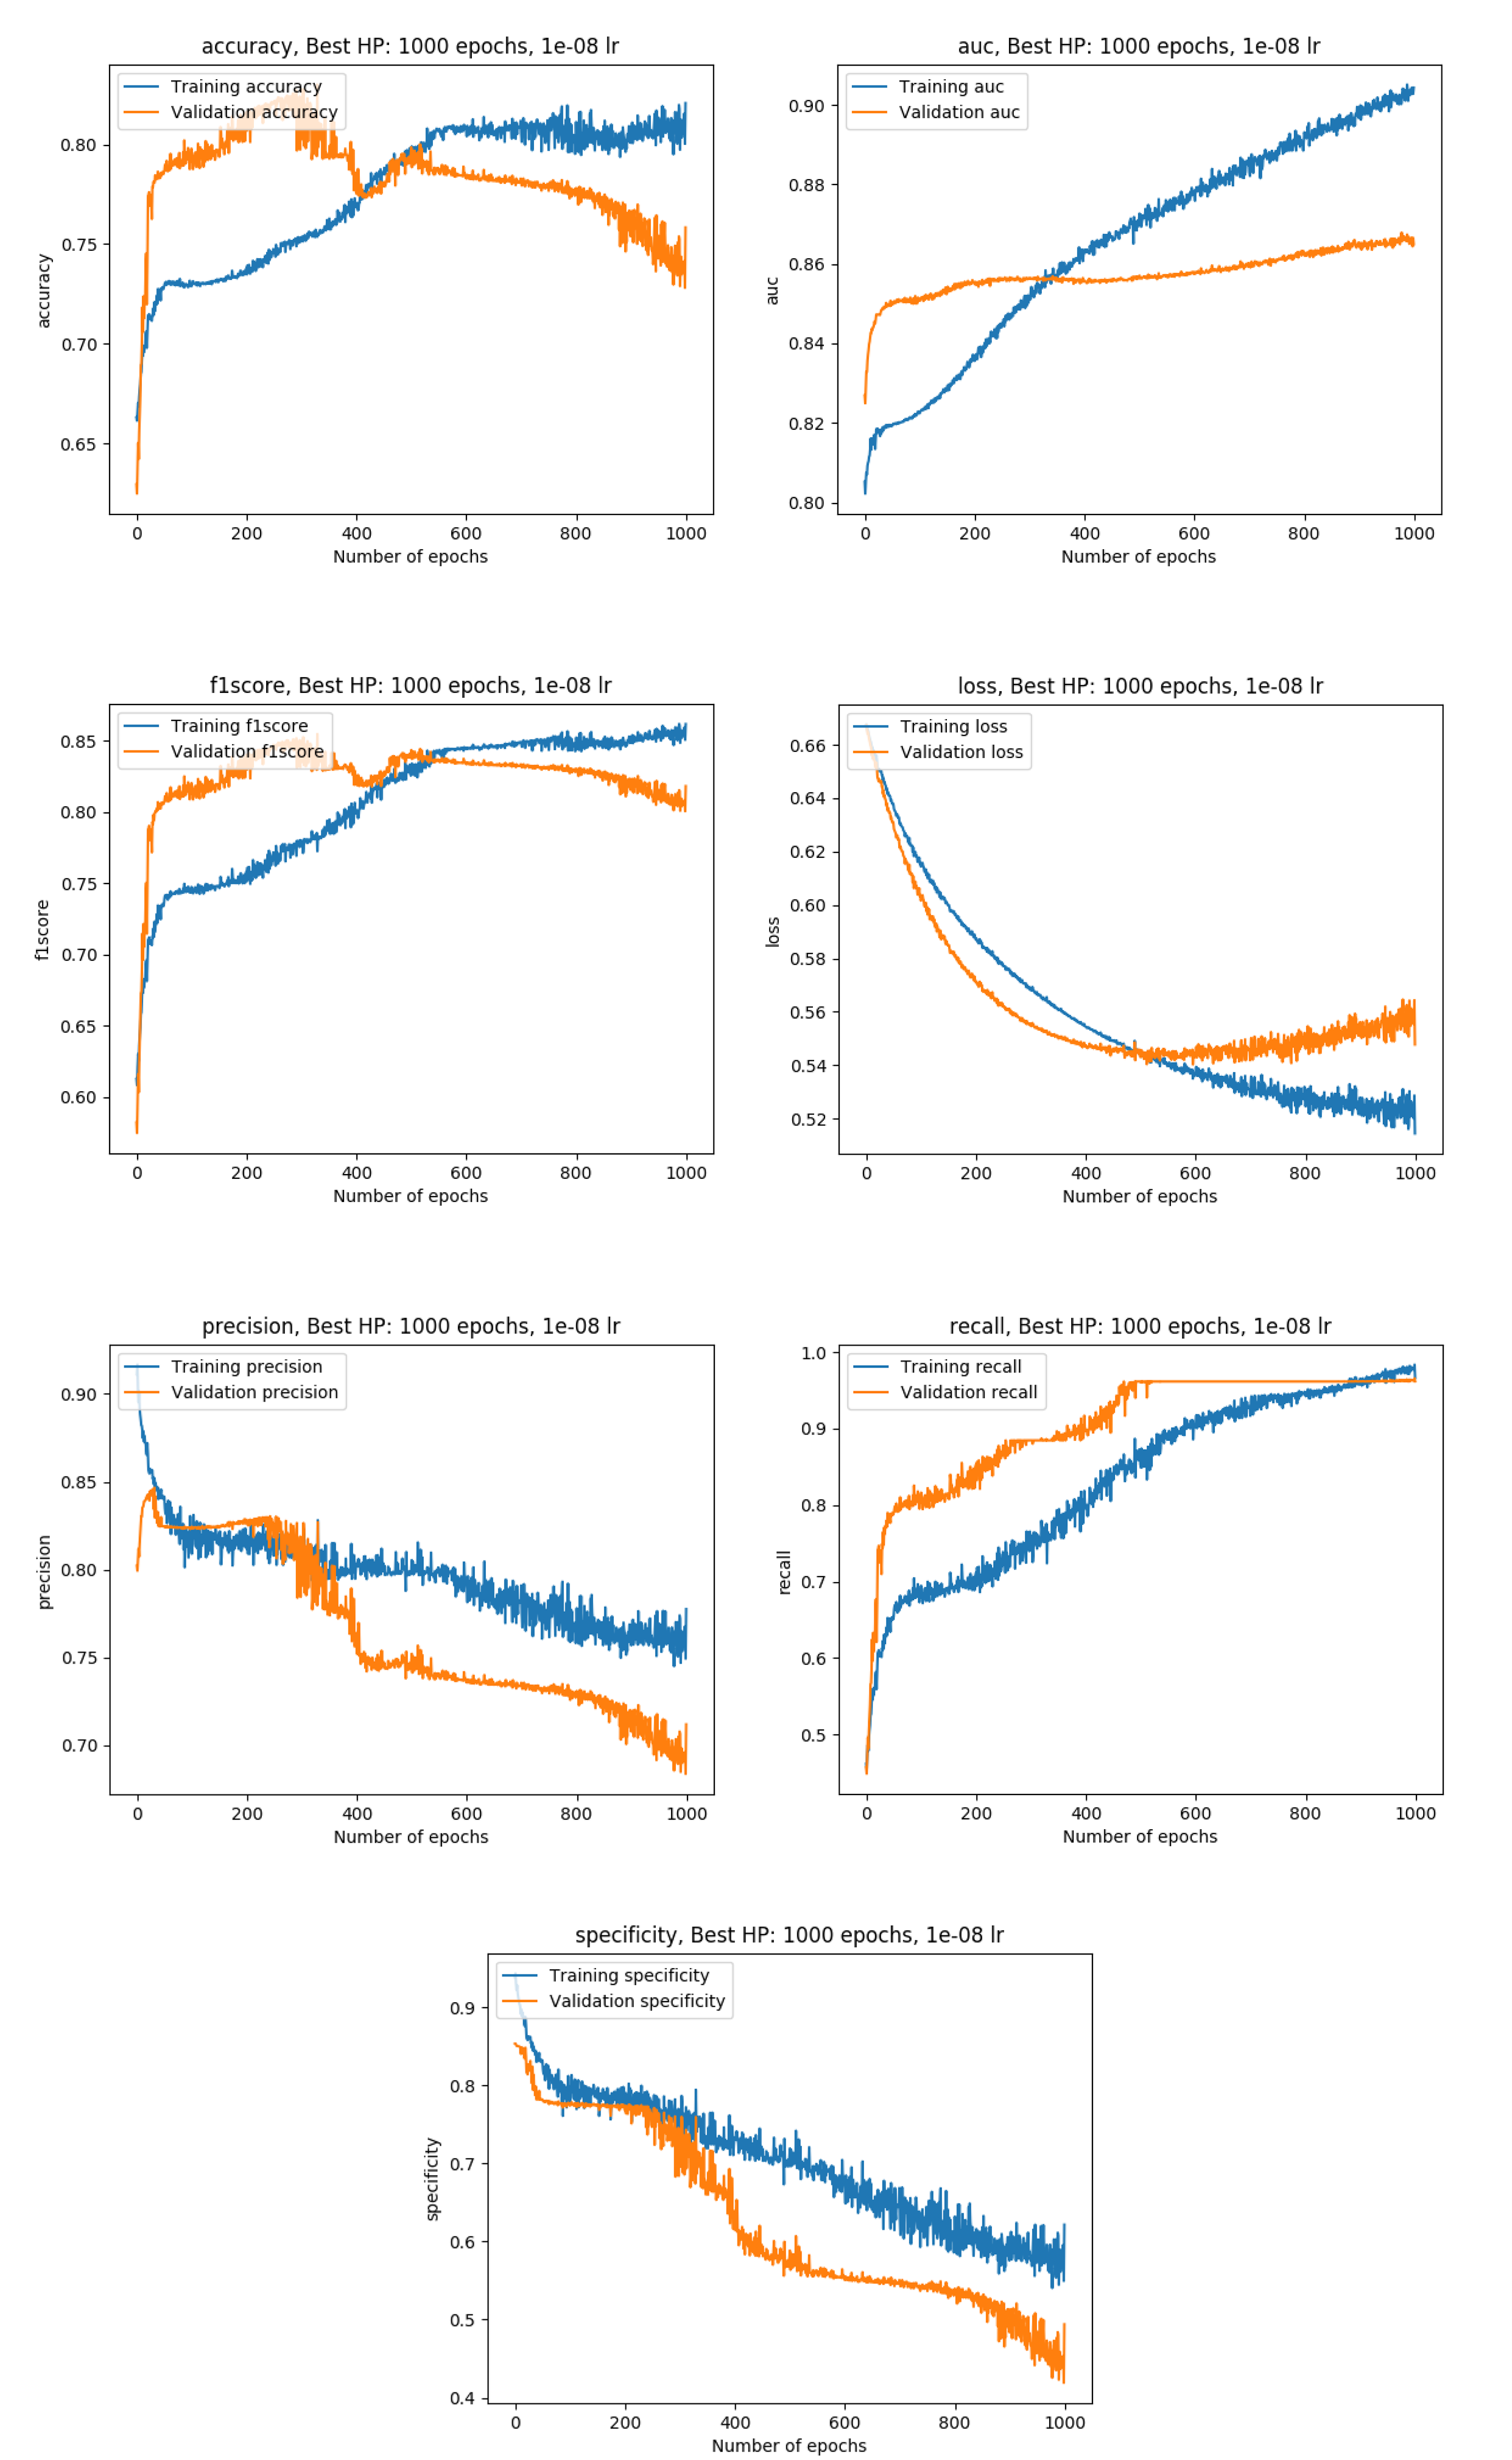 accuracy, Best HP: 1000 epochs, 1e-08 lr
Training accuracy
Validation accuracy
accuracy
0.80
0.75
0.70
0.65
0 200 400 600 800 1000
Number of epochs
auc, Best HP: 1000 epochs, 1e-08 lr
Training auc
Validation auc
auc
0.90
0.88
0.86
0.84
0.82
0.80
0 200 400 600 800 1000
Number of epochs
f1score, Best HP: 1000 epochs, 1e-08 lr
Training f1score
Validation f1score
f1score
0.85
0.80
0.75
0.70
0.65
0.60
0 200 400 600 800 1000
Number of epochs
loss, Best HP: 1000 epochs, 1e-08 lr
Training loss
Validation loss
loss
0.66
0.64
0.62
0.60
0.58
0.56
0.54
0.52
0 200 400 600 800 1000
Number of epochs
precision, Best HP: 1000 epochs, 1e-08 lr
Training precision
Validation precision
precision
0.90
0.85
0.80
0.75
0.70
0 200 400 600 800 1000
Number of epochs
recall, Best HP: 1000 epochs, 1e-08 lr
Training recall
Validation recall
recall
1.0
0.9
0.8
0.7
0.6
0.5
0 200 400 600 800 1000
Number of epochs
specificity, Best HP: 1000 epochs, 1e-08 lr
Training specificity
Validation specificity
specificity
0.9
0.8
0.7
0.6
0.5
0.4
0 200 400 600 800 1000
Number of epochs